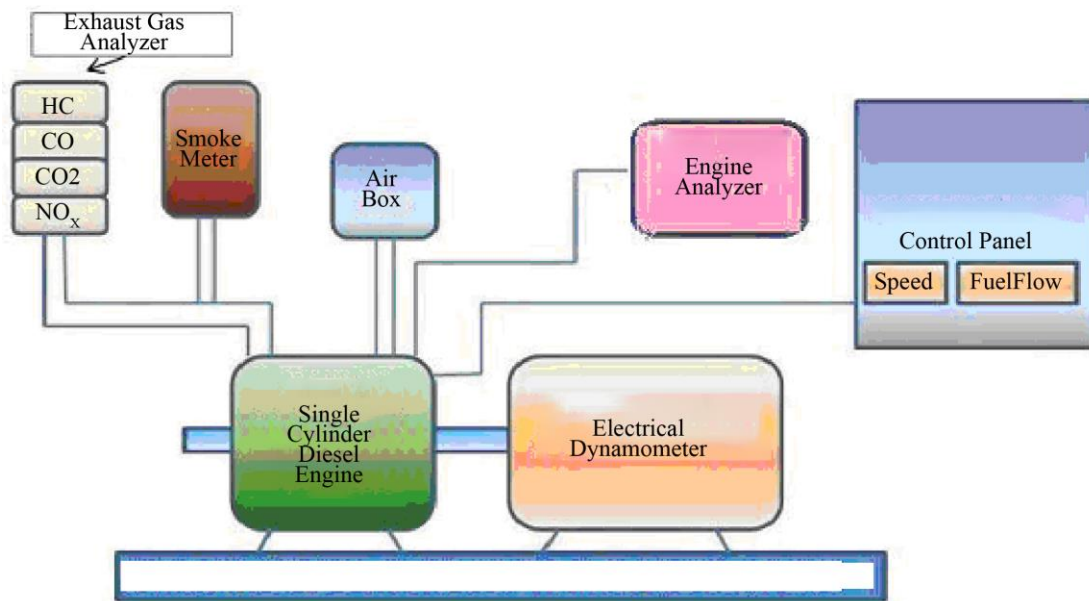 Exhaust Gas
Analyzer
HC
CO
CO2
NOx
Smoke
Meter
Air
Box
Engine
Analyzer
Control Panel
Speed
FuelFlow
Single
Cylinder
Diesel
Engine
Electrical
Dynamometer